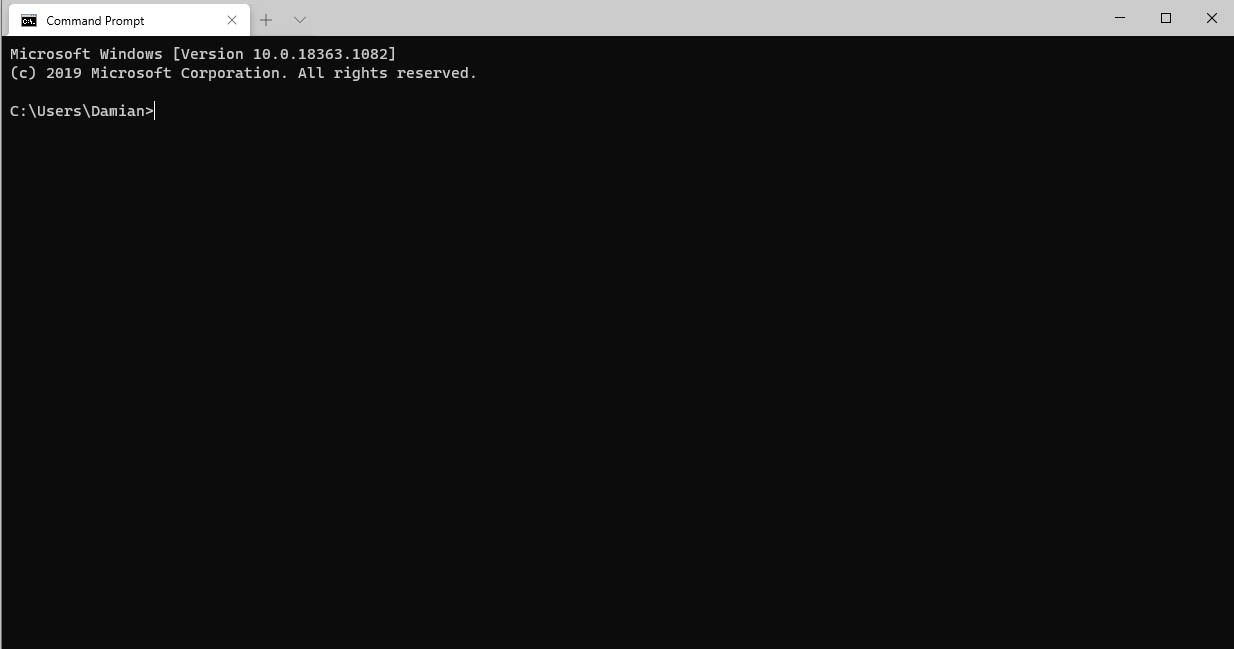 Command Prompt
Microsoft Windows [Version 10.0.18363.1082]
(c) 2019 Microsoft Corporation. All rights reserved.
C:\Users\Damian>